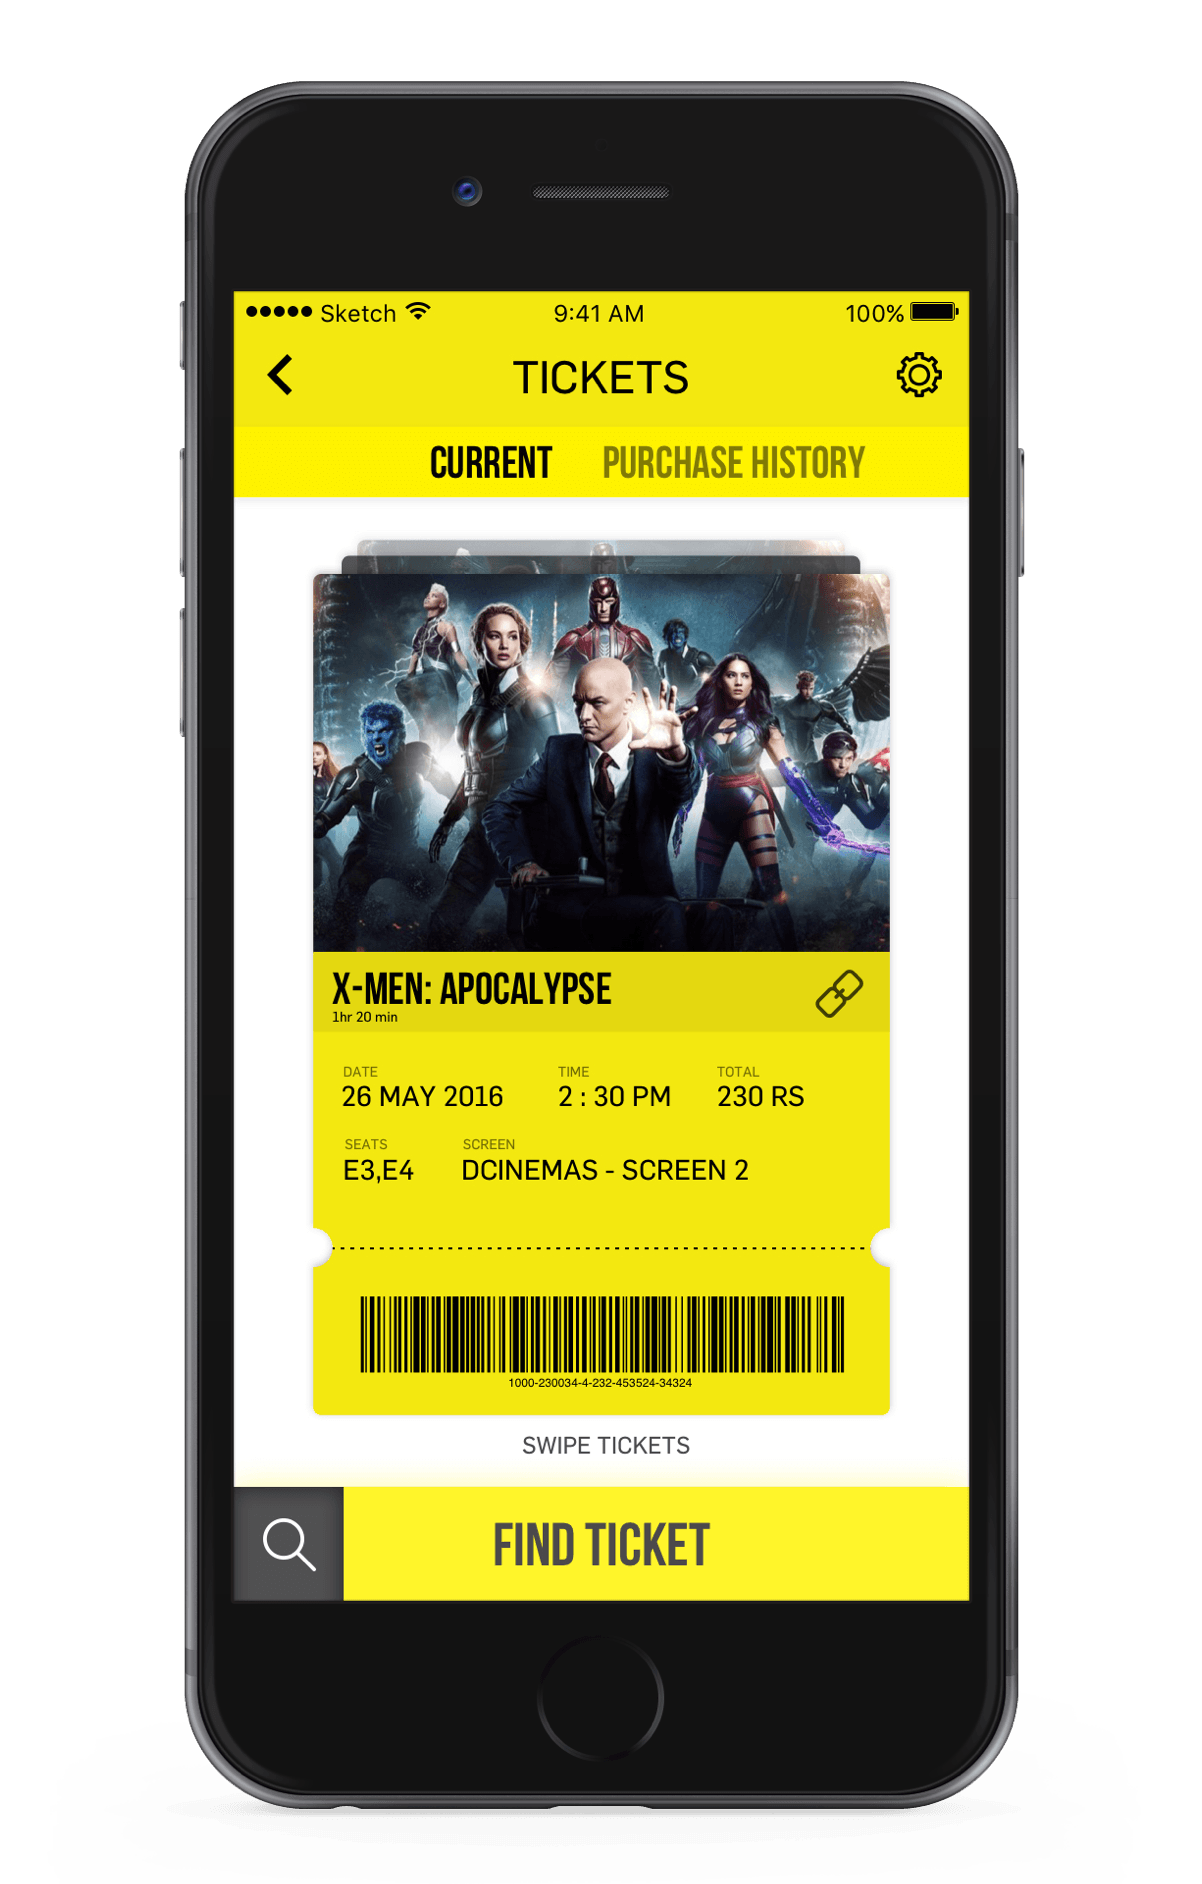 Sketch 9:41 AM 100%
TICKETS
CURRENT PURCHASE HISTORY
X-MEN: APOCALYPSE
1hr 20 min
DATE TIME TOTAL
26 MAY 2016 2 : 30 PM 230 RS
SEATS SCREEN
E3,E4 DCINEMAS - SCREEN 2
1000-230034-4-232-453524-34324
SWIPE TICKETS
FIND TICKET